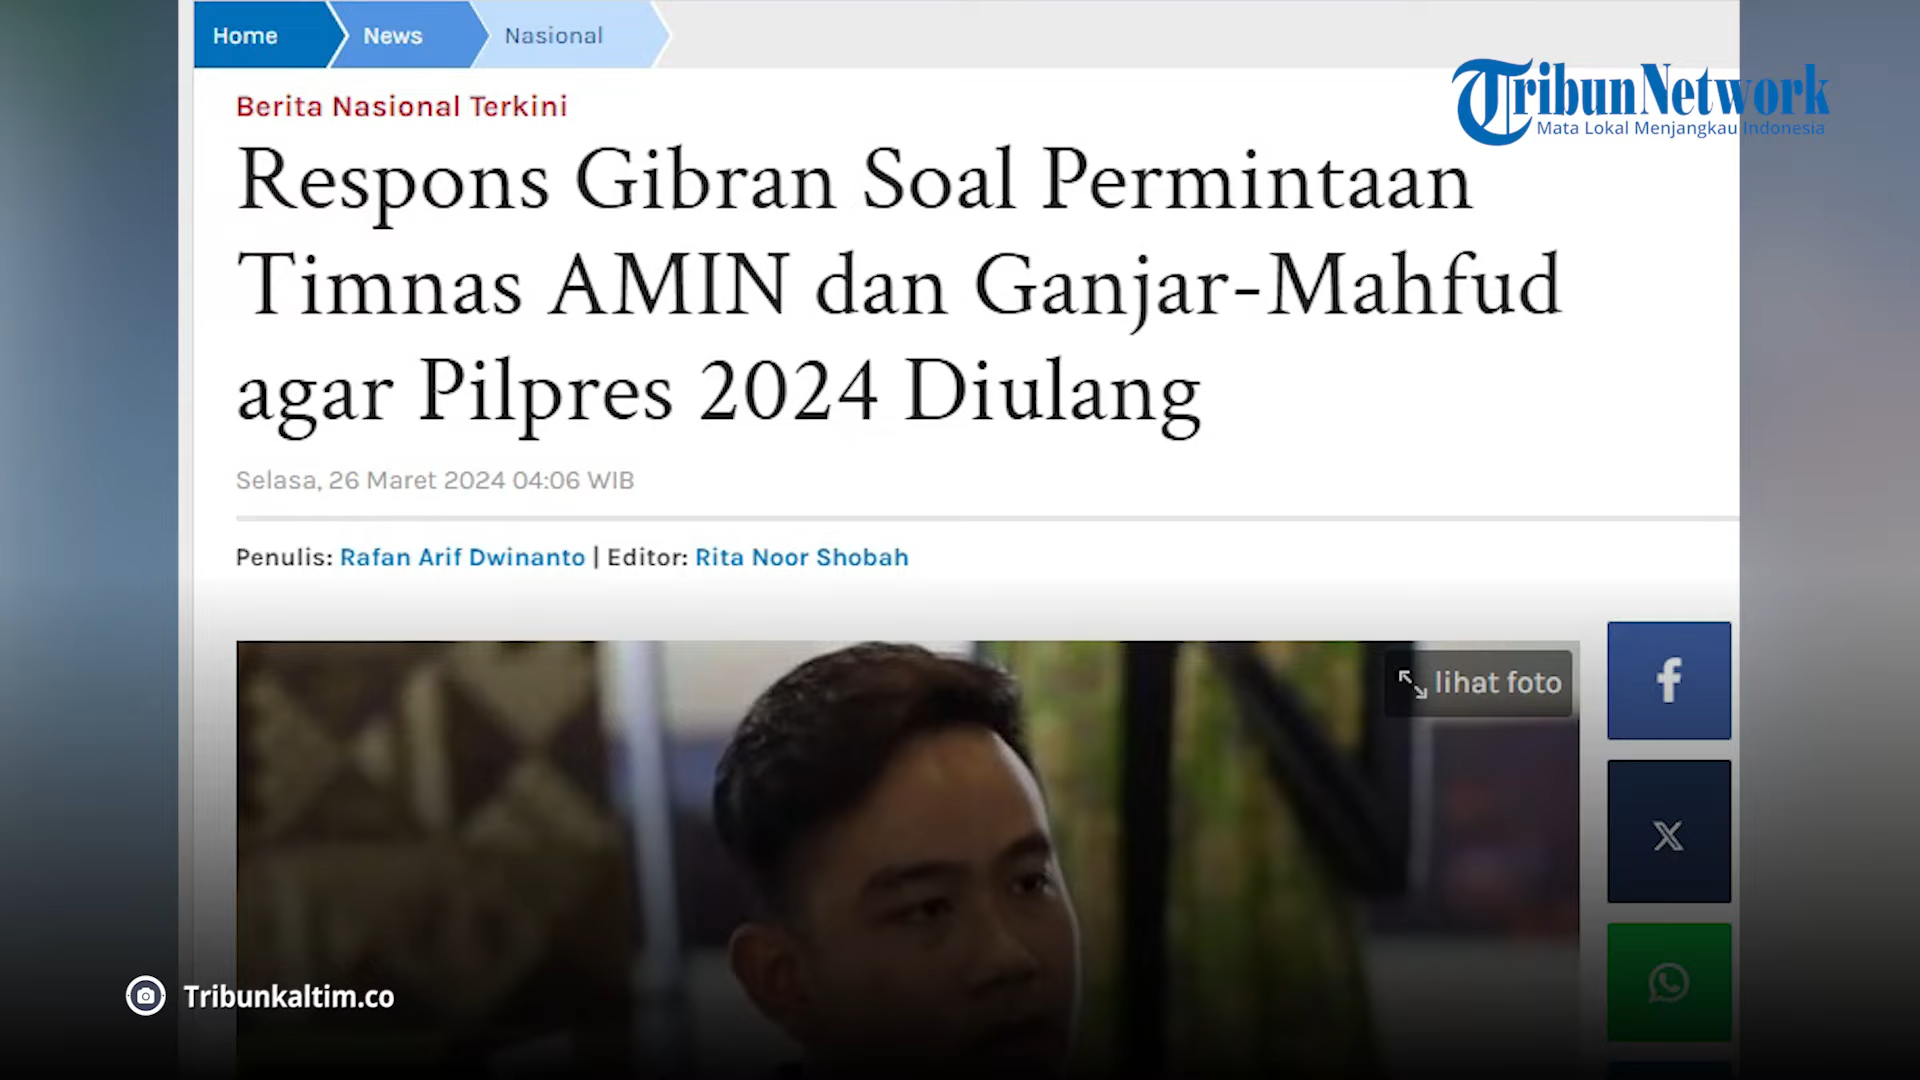 Home News Nasional
TribunNetwork
Mata Lokal Menjangkau Indonesia
Berita Nasional Terkini
Respons Gibran Soal Permintaan
Timnas AMIN dan Ganjar-Mahfud
agar Pilpres 2024 Diulang
Selasa, 26 Maret 2024 04:06 WIB
Penulis: Rafan Arif Dwinanto | Editor: Rita Noor Shobah
lihat foto
Tribunkaltim.co